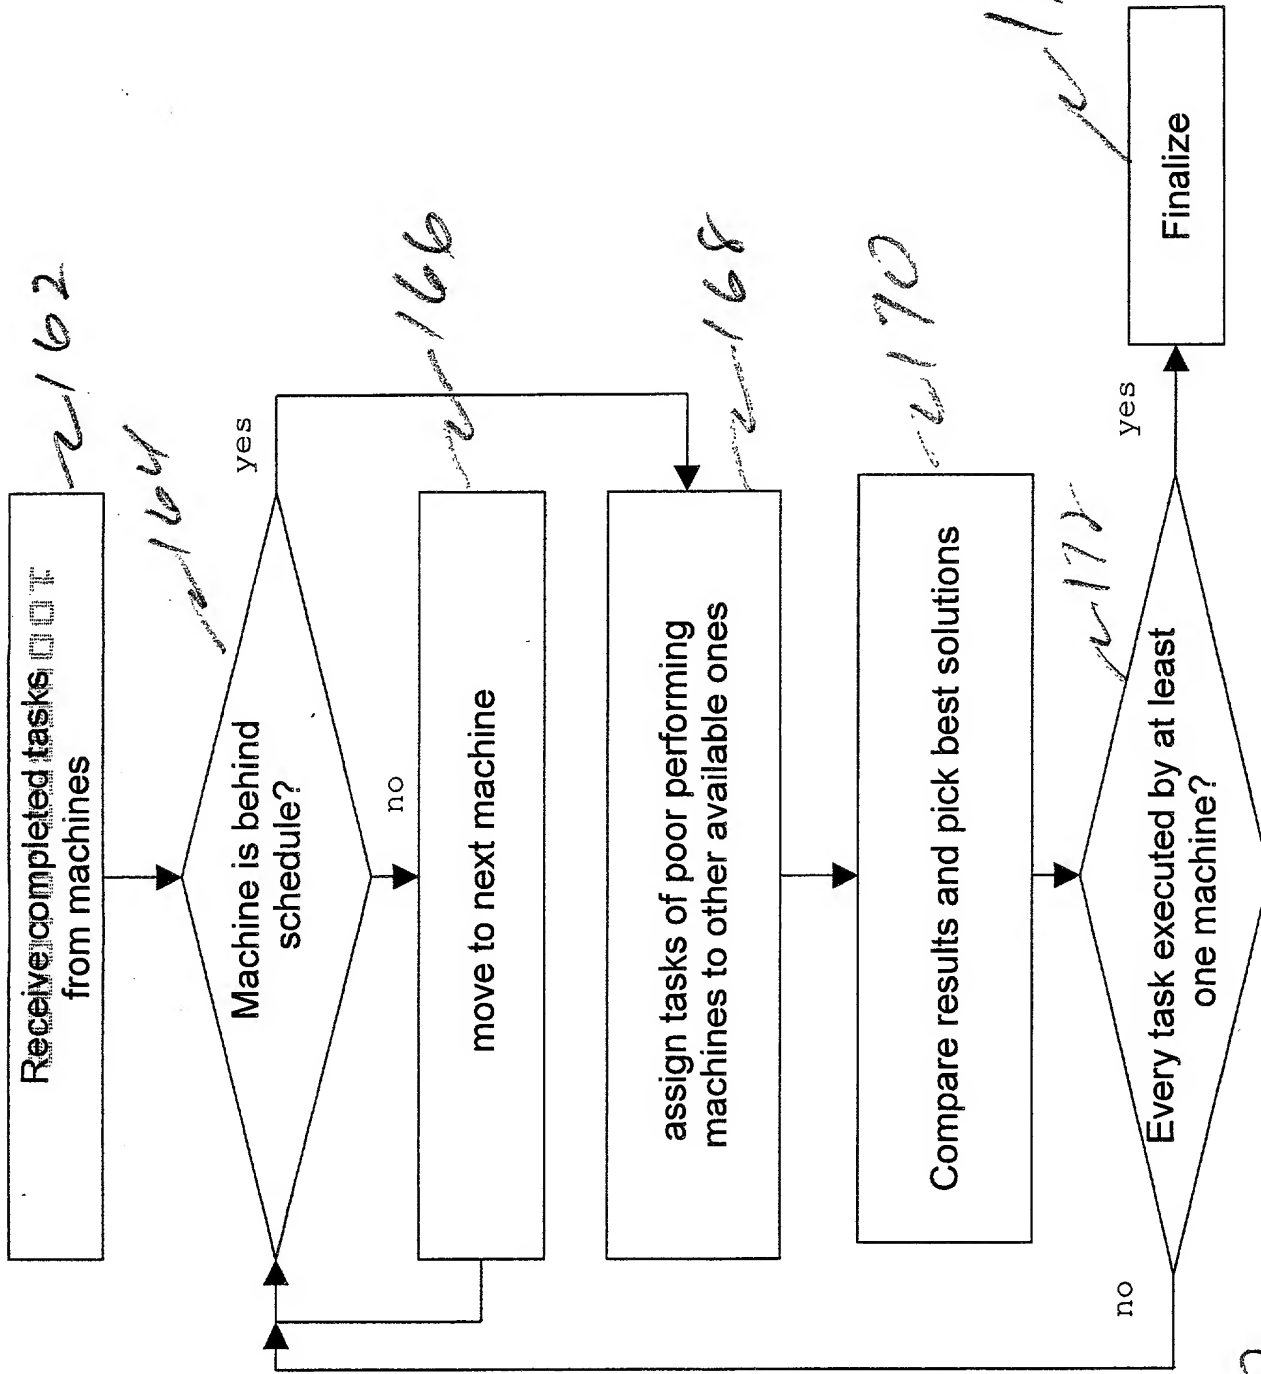 Receive completed tasks
from machines
162
164
Machine is behind
schedule?
yes
no
move to next machine
166
assign tasks of poor performing
machines to other available ones
168
Compare results and pick best solutions
170
Every task executed by at least
one machine?
172
yes
no
Finalize